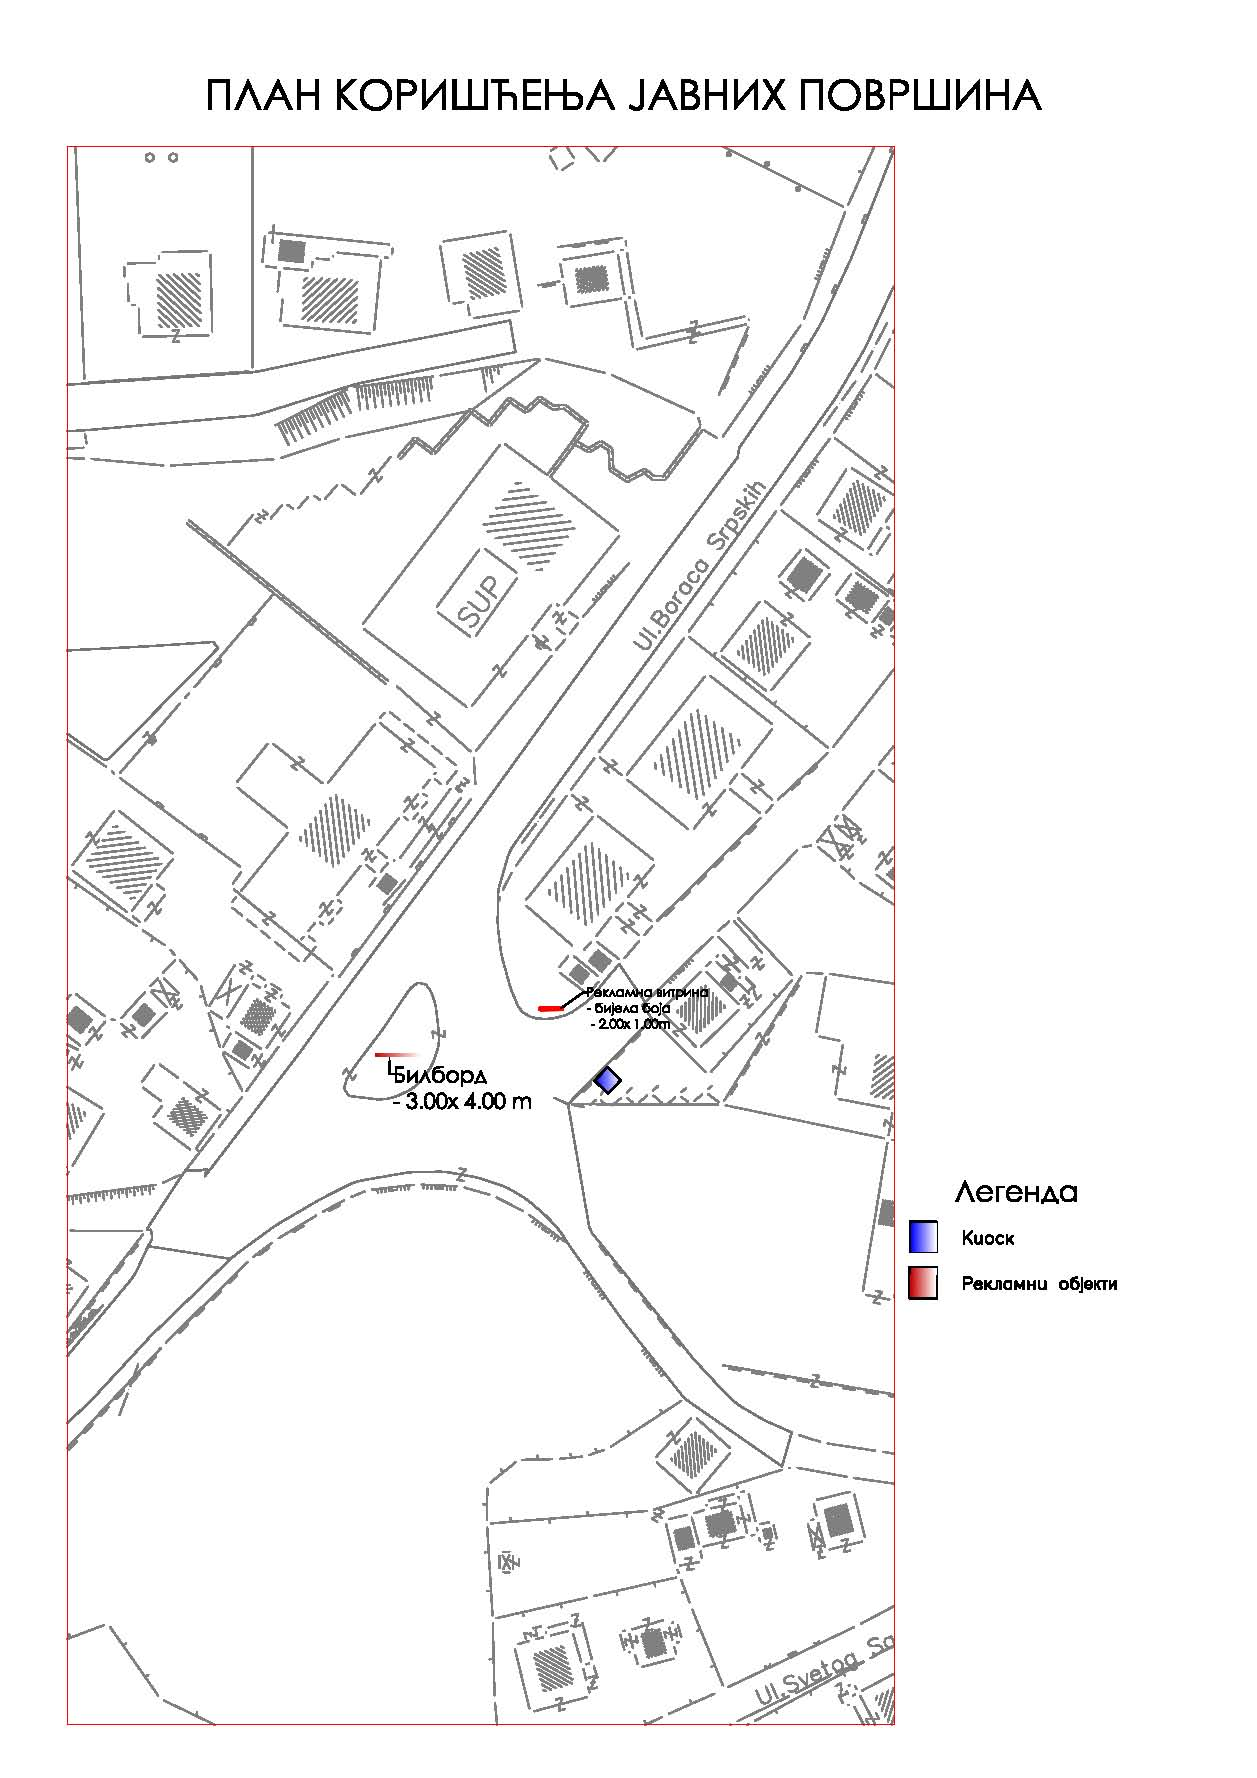 ПЛАН КОРИШЋЕЊА ЈАВНИХ ПОВРШИНА
Ul.Boraca Srpskih
SUP
Рекламна витрина
- бијела боја
- 2.00x 1.00m
Билборд
- 3.00x 4.00 m
Легенда
Киоск
Рекламни објекти
Ul.Svetog Sa